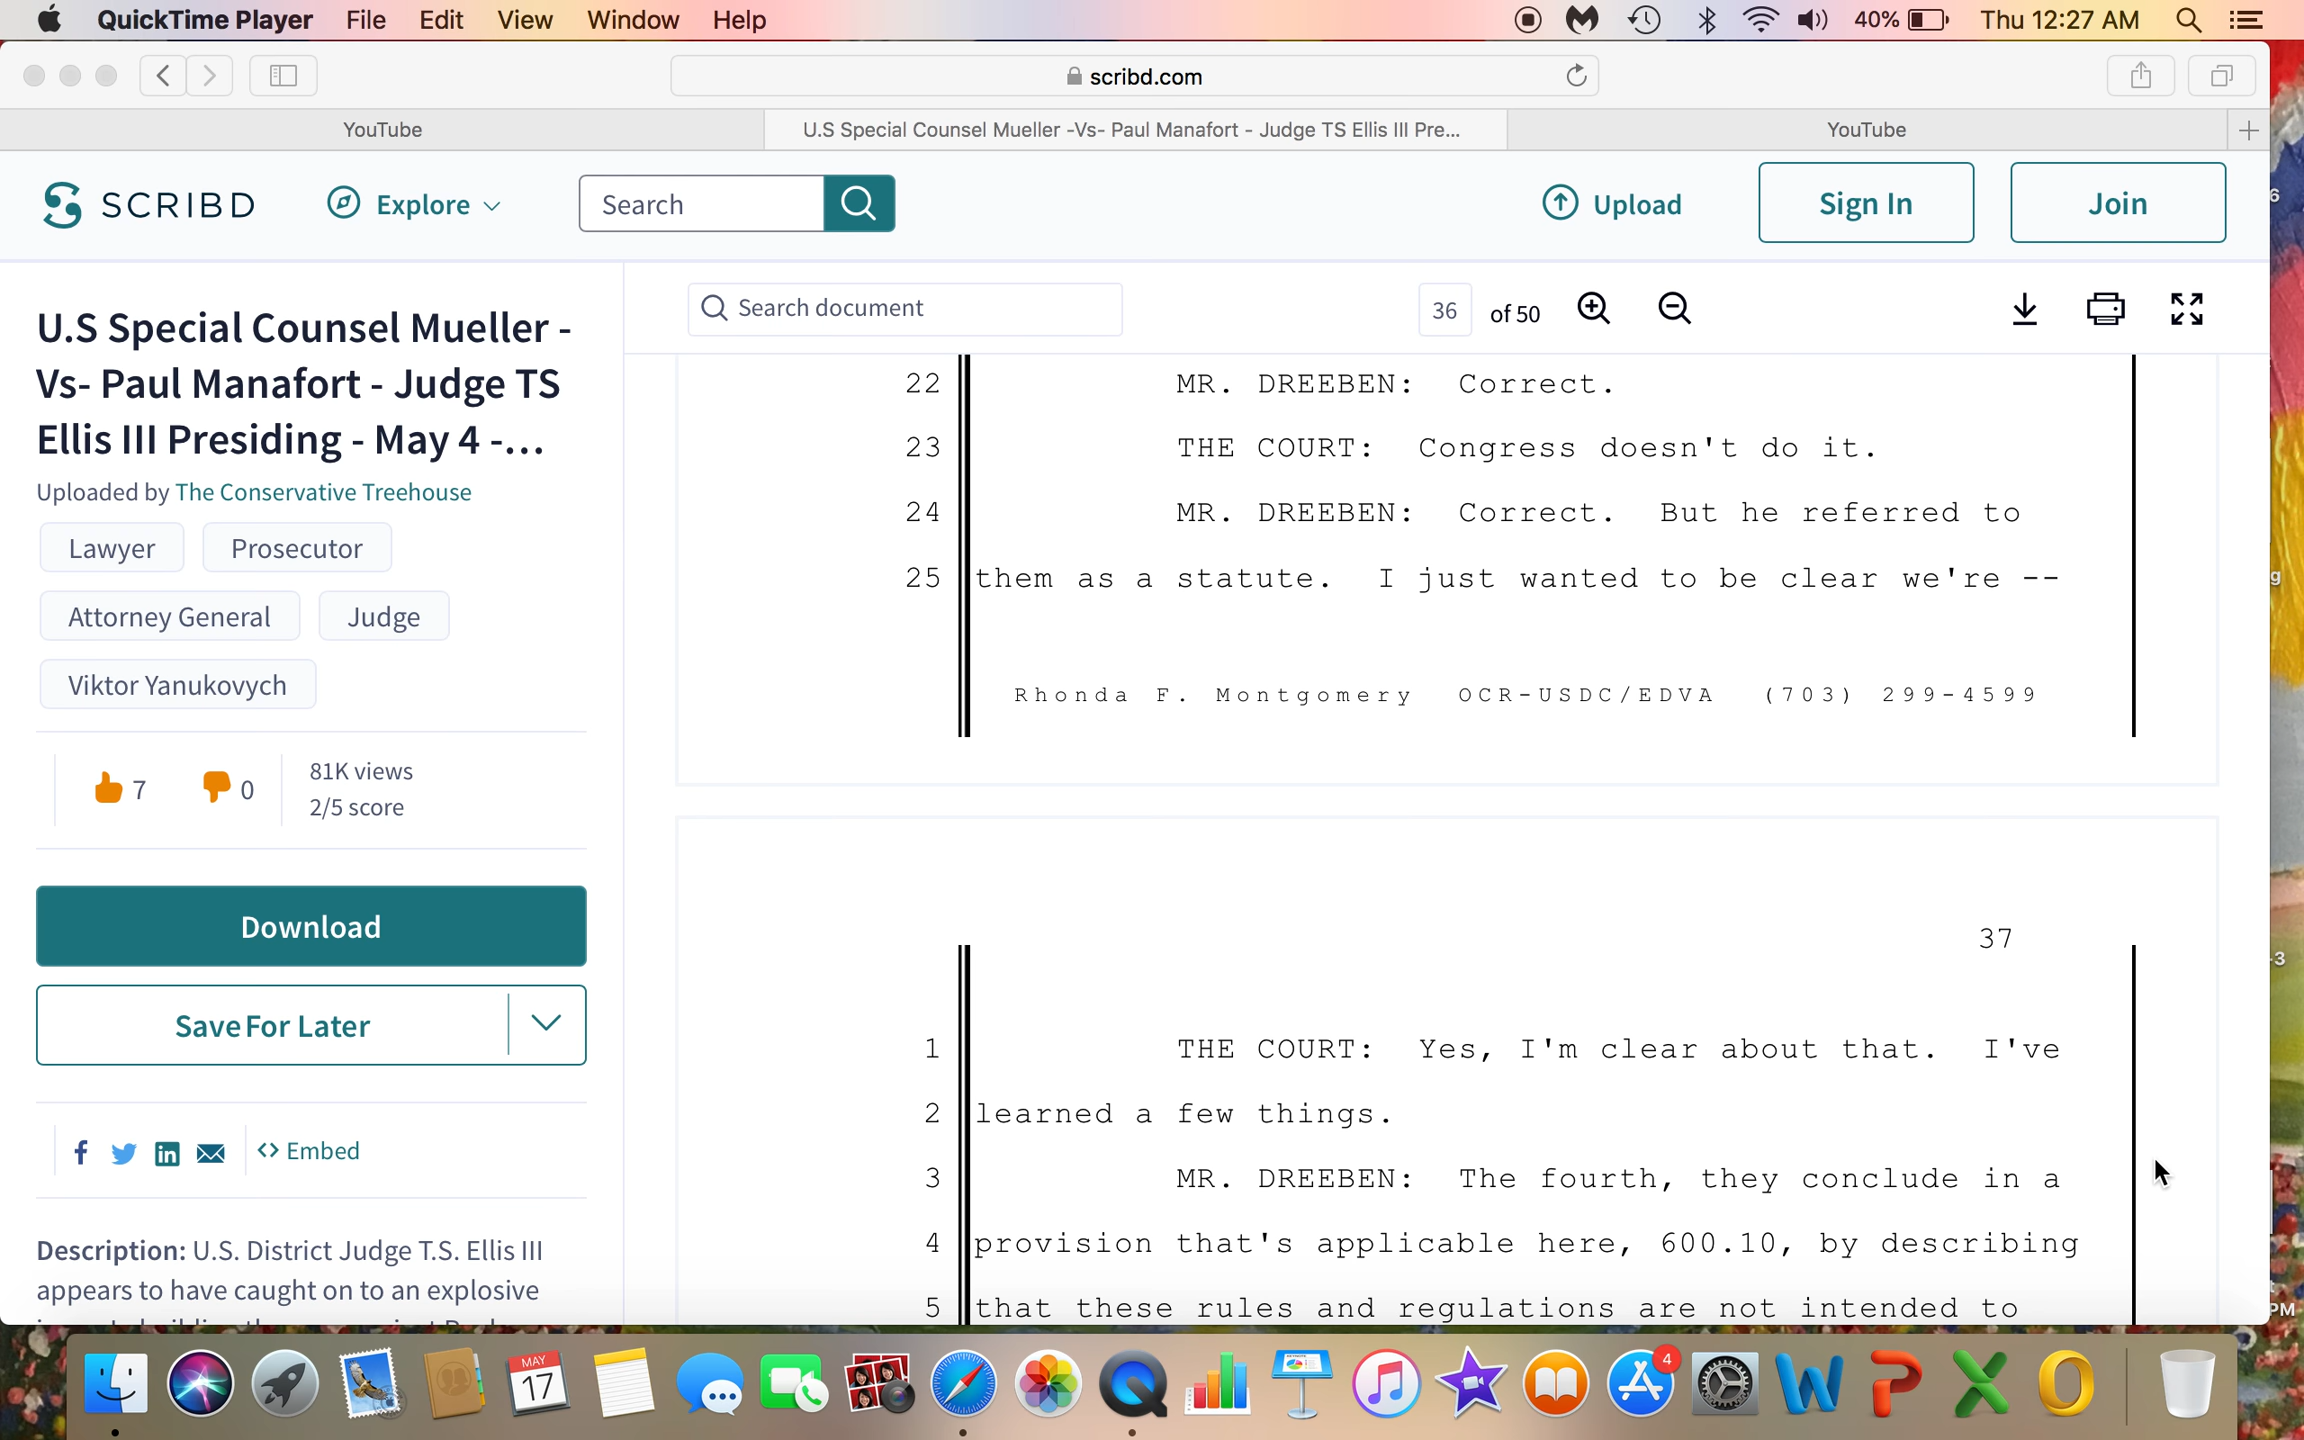 QuickTime Player File Edit View Window Help 40% Thu 12:27 AM
scribd.com
YouTube
U.S Special Counsel Mueller -Vs- Paul Manafort - Judge TS Ellis III Pre...
YouTube
SCRIBD Explore Search Upload Sign In Join
U.S Special Counsel Mueller -
Vs- Paul Manafort - Judge TS
Ellis III Presiding - May 4 -...
Uploaded by The Conservative Treehouse
Lawyer Prosecutor
Attorney General Judge
Viktor Yanukovych
7 0
81K views
2/5 score
Download
Save For Later
Embed
Description: U.S. District Judge T.S. Ellis III
appears to have caught on to an explosive
Search document 36 of 50
22 MR. DREEBEN: Correct.
23 THE COURT: Congress doesn't do it.
24 MR. DREEBEN: Correct. But he referred to
25 them as a statute. I just wanted to be clear we're --
Rhonda F. Montgomery OCR-USDC/EDVA (703) 299-4599
37
1 THE COURT: Yes, I'm clear about that. I've
2 learned a few things.
3 MR. DREEBEN: The fourth, they conclude in a
4 provision that's applicable here, 600.10, by describing
5 that these rules and regulations are not intended to
6
g
-3
PM
MAY
17
4